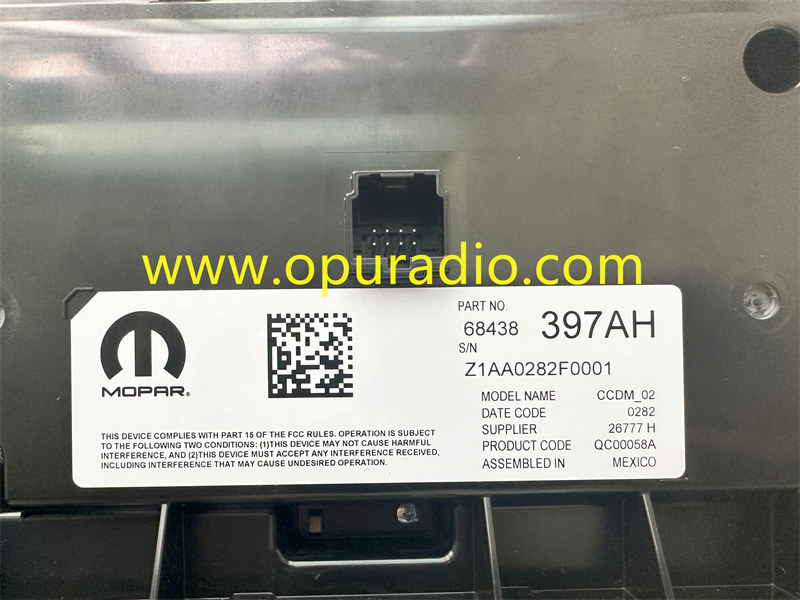 www.opuradio.com
MOPAR®
PART NO.
68438 397AH
S/N
Z1AA0282F0001
MODEL NAME CCDM_02
DATE CODE 0282
SUPPLIER 26777 H
PRODUCT CODE QC00058A
ASSEMBLED IN MEXICO
THIS DEVICE COMPLIES WITH PART 15 OF THE FCC RULES. OPERATION IS SUBJECT
TO THE FOLLOWING TWO CONDITIONS: (1)THIS DEVICE MAY NOT CAUSE HARMFUL
INTERFERENCE, AND (2)THIS DEVICE MUST ACCEPT ANY INTERFERENCE RECEIVED,
INCLUDING INTERFERENCE THAT MAY CAUSE UNDESIRED OPERATION.